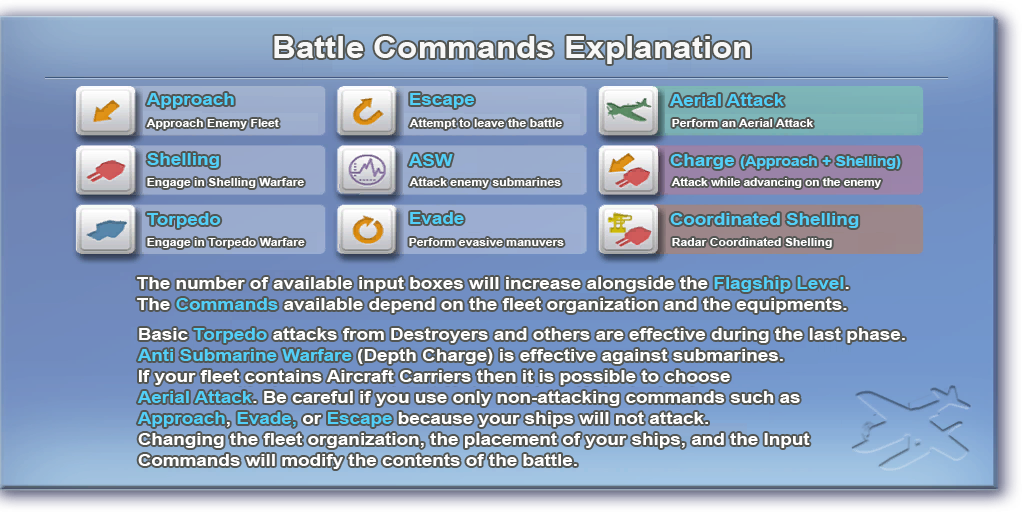 Battle Commands Explanation
Approach
Approach Enemy Fleet
Escape
Attempt to leave the battle
Aerial Attack
Perform an Aerial Attack
Shelling
Engage in Shelling Warfare
ASW
Attack enemy submarines
Charge (Approach + Shelling)
Attack while advancing on the enemy
Torpedo
Engage in Torpedo Warfare
Evade
Perform evasive manuvers
Coordinated Shelling
Radar Coordinated Shelling
The number of available input boxes will increase alongside the Flagship Level.
The Commands available depend on the fleet organization and the equipments.
Basic Torpedo attacks from Destroyers and others are effective during the last phase.
Anti Submarine Warfare (Depth Charge) is effective against submarines.
If your fleet contains Aircraft Carriers then it is possible to choose
Aerial Attack. Be careful if you use only non-attacking commands such as
Approach, Evade, or Escape because your ships will not attack.
Changing the fleet organization, the placement of your ships, and the Input
Commands will modify the contents of the battle.